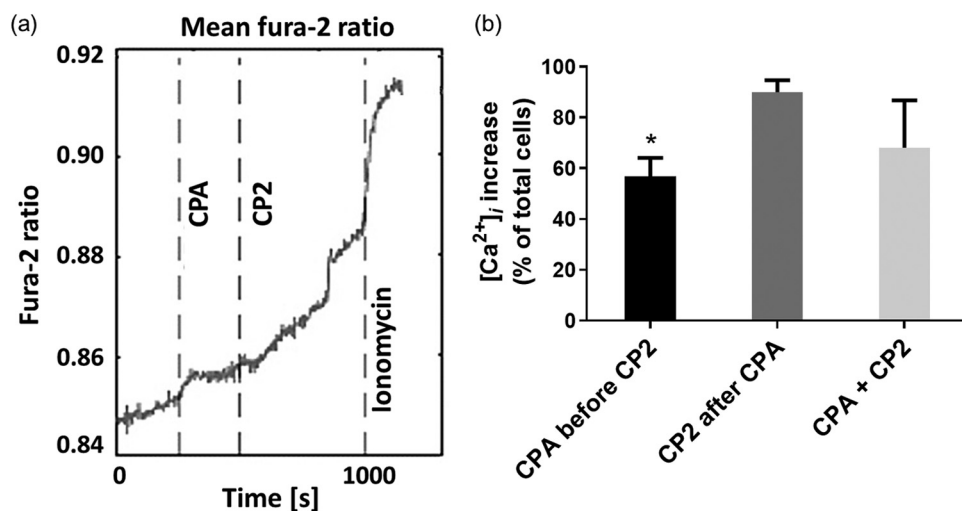 (a)
Mean fura-2 ratio
0.92
0.90
0.88
0.86
0.84
Fura-2 ratio
CPA
CP2
Ionomycin
0
1000
Time [s]
(b)
[Ca²⁺]ᵢ increase
(% of total cells)
100
80
60
40
20
0
*
CPA before CP2
CP2 after CPA
CPA + CP2